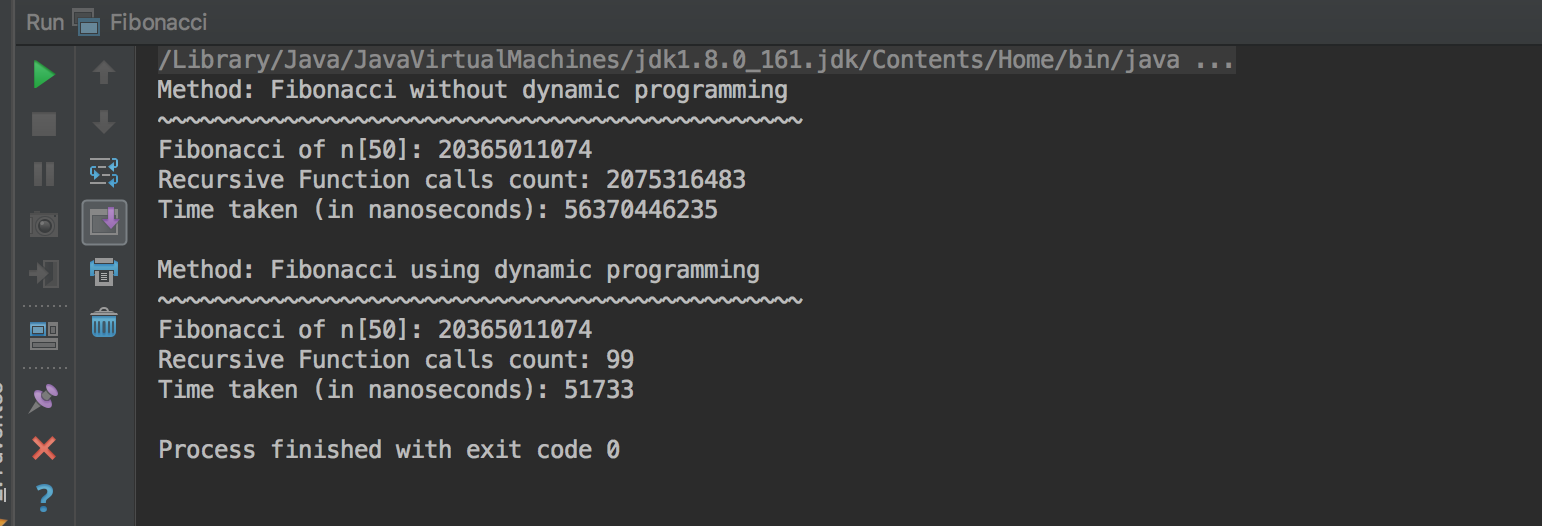 Run Fibonacci
/Library/Java/JavaVirtualMachines/jdk1.8.0_161.jdk/Contents/Home/bin/java ...
Method: Fibonacci without dynamic programming
~~~~~~~~~~~~~~~~~~~~~~~~~~~~~~~~~~~~~~~~~~~~~~
Fibonacci of n[50]: 20365011074
Recursive Function calls count: 2075316483
Time taken (in nanoseconds): 56370446235
Method: Fibonacci using dynamic programming
~~~~~~~~~~~~~~~~~~~~~~~~~~~~~~~~~~~~~~~~~~~~~~
Fibonacci of n[50]: 20365011074
Recursive Function calls count: 99
Time taken (in nanoseconds): 51733
Process finished with exit code 0